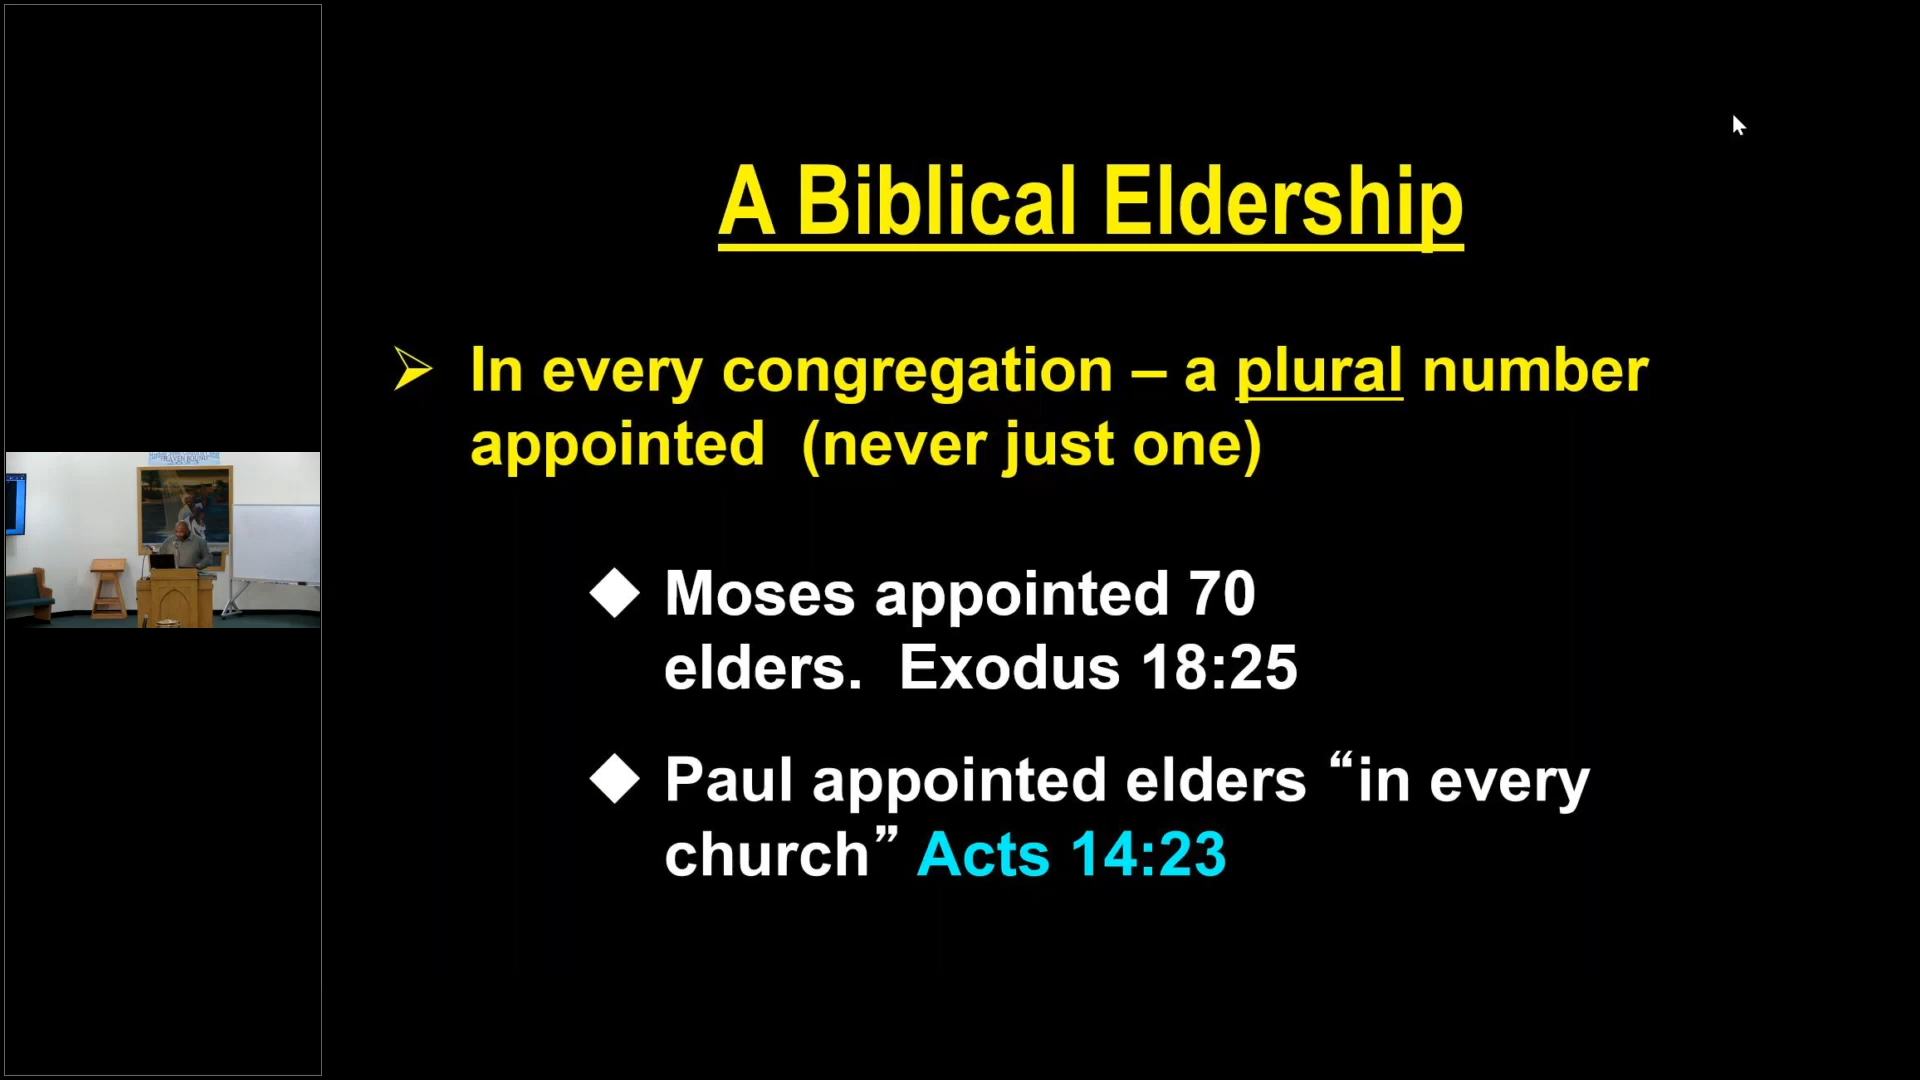 A Biblical Eldership
➢ In every congregation – a plural number
appointed  (never just one)
◆ Moses appointed 70
elders.  Exodus 18:25
◆ Paul appointed elders “in every
church” Acts 14:23